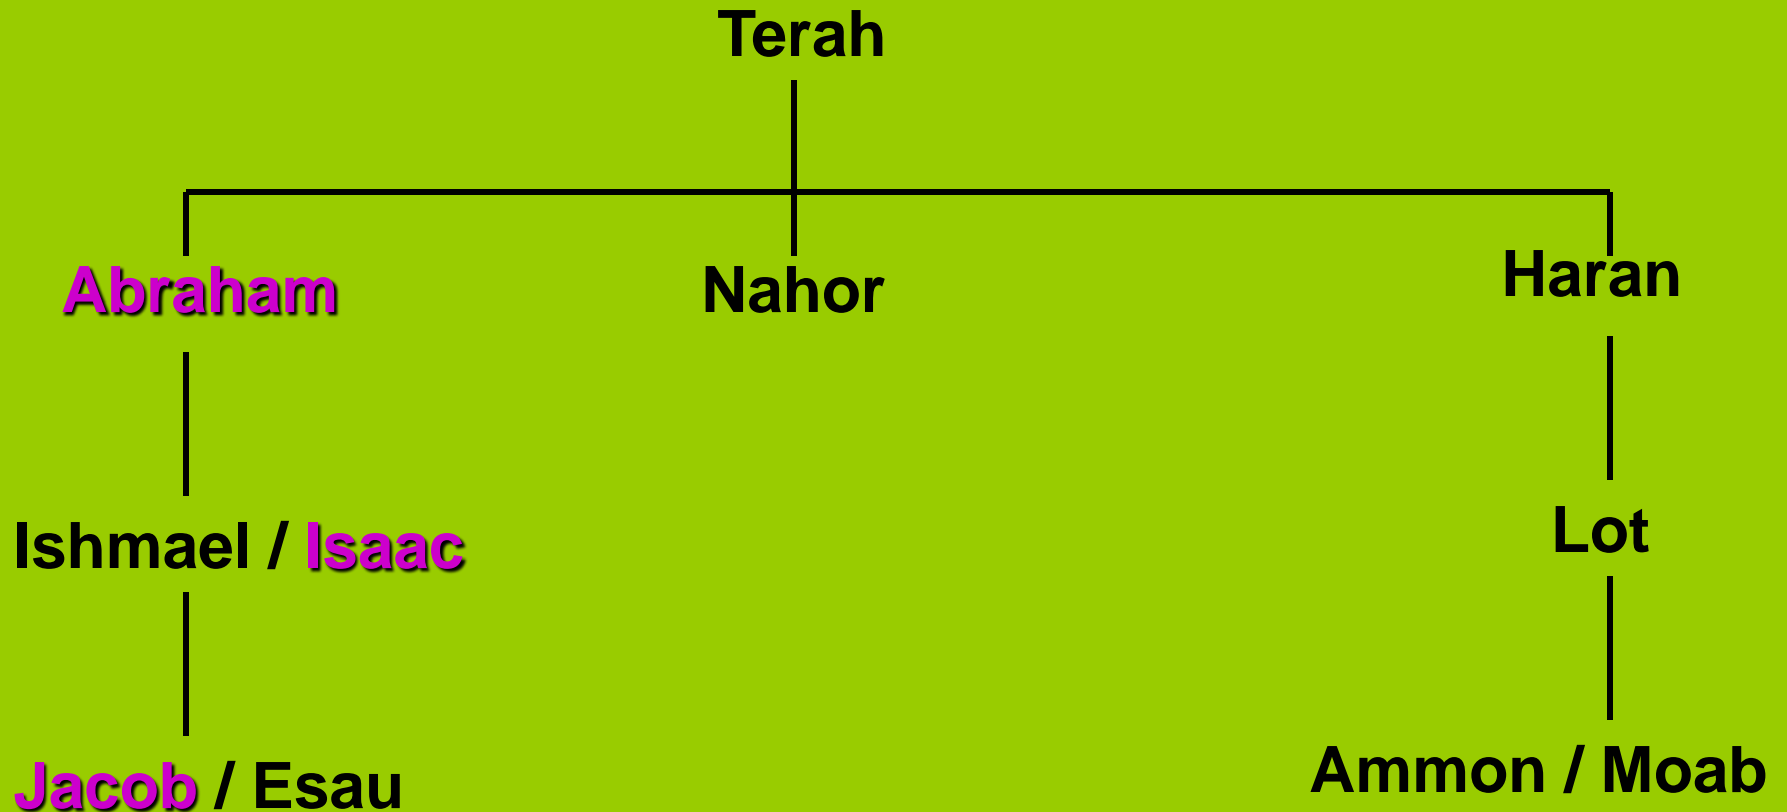 Terah
Abraham Nahor Haran
Ishmael / Isaac Lot
Jacob / Esau Ammon / Moab